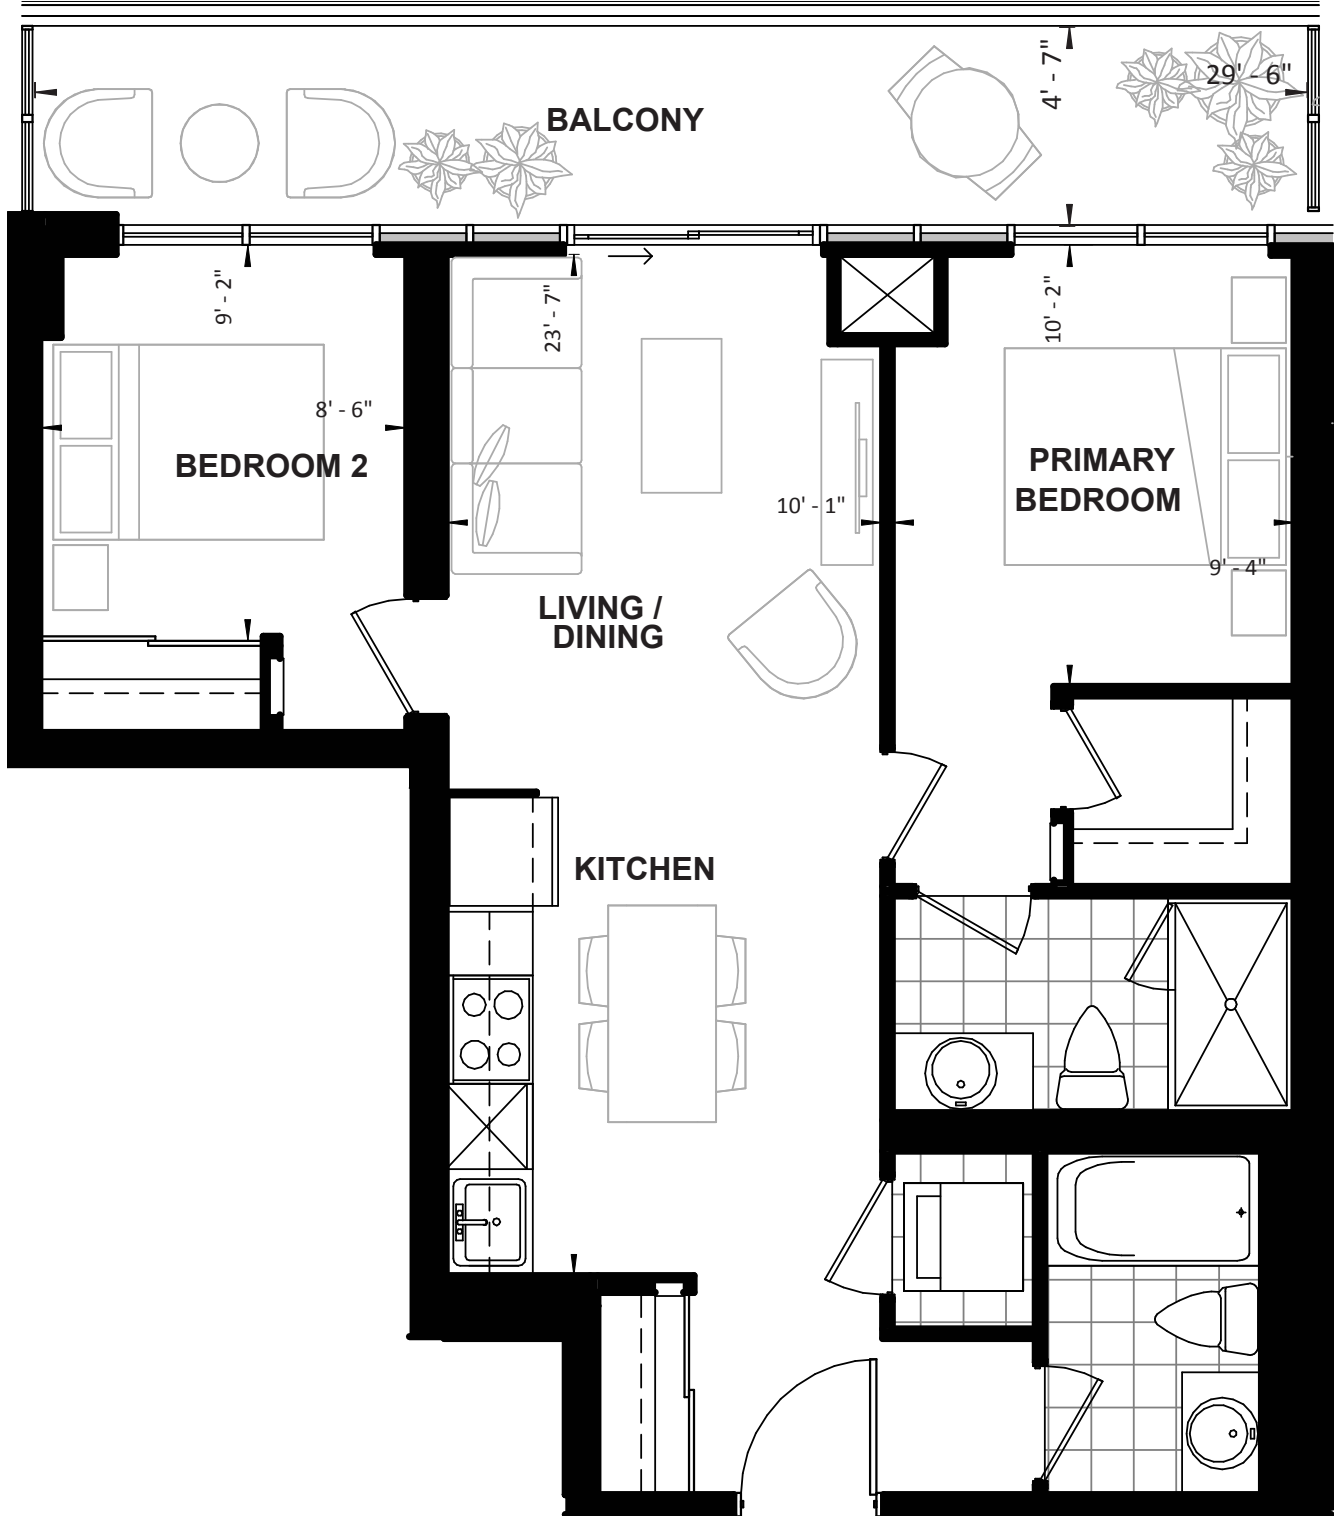 4' - 7"
29' - 6"
BALCONY
9' - 2"
23' - 7"
10' - 2"
8' - 6"
BEDROOM 2
PRIMARY
BEDROOM
10' - 1"
9' - 4"
LIVING /
DINING
KITCHEN